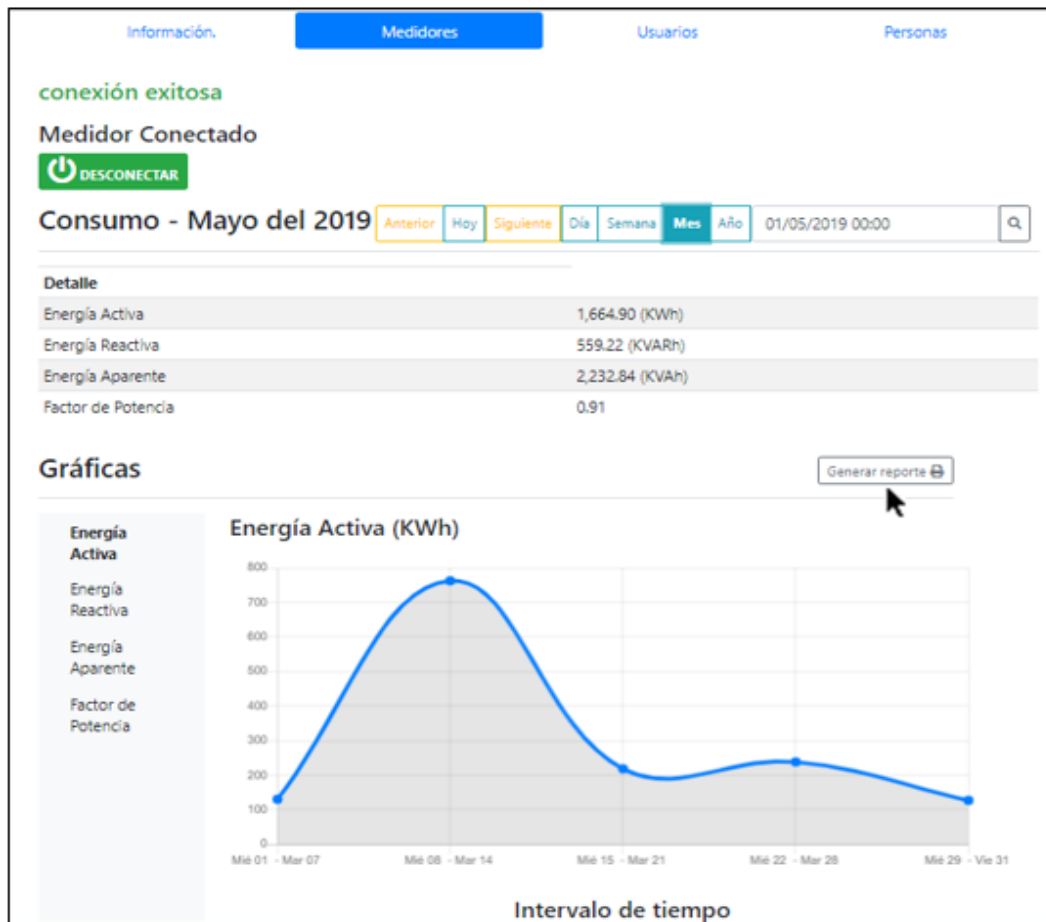 Información. Medidores Usuarios Personas
conexión exitosa
Medidor Conectado
DESCONECTAR
Consumo - Mayo del 2019 Anterior Hoy Siguiente Día Semana Mes Año 01/05/2019 00:00
Detalle
Energía Activa 1,664.90 (KWh)
Energía Reactiva 559.22 (KVARh)
Energía Aparente 2,232.84 (KVAh)
Factor de Potencia 0.91
Gráficas Generar reporte
Energía
Activa
Energía
Reactiva
Energía
Aparente
Factor de
Potencia
Energía Activa (KWh)
800
700
600
500
400
300
200
100
0
Mié 01 - Mar 07 Mié 08 - Mar 14 Mié 15 - Mar 21 Mié 22 - Mar 28 Mié 29 - Vie 31
Intervalo de tiempo